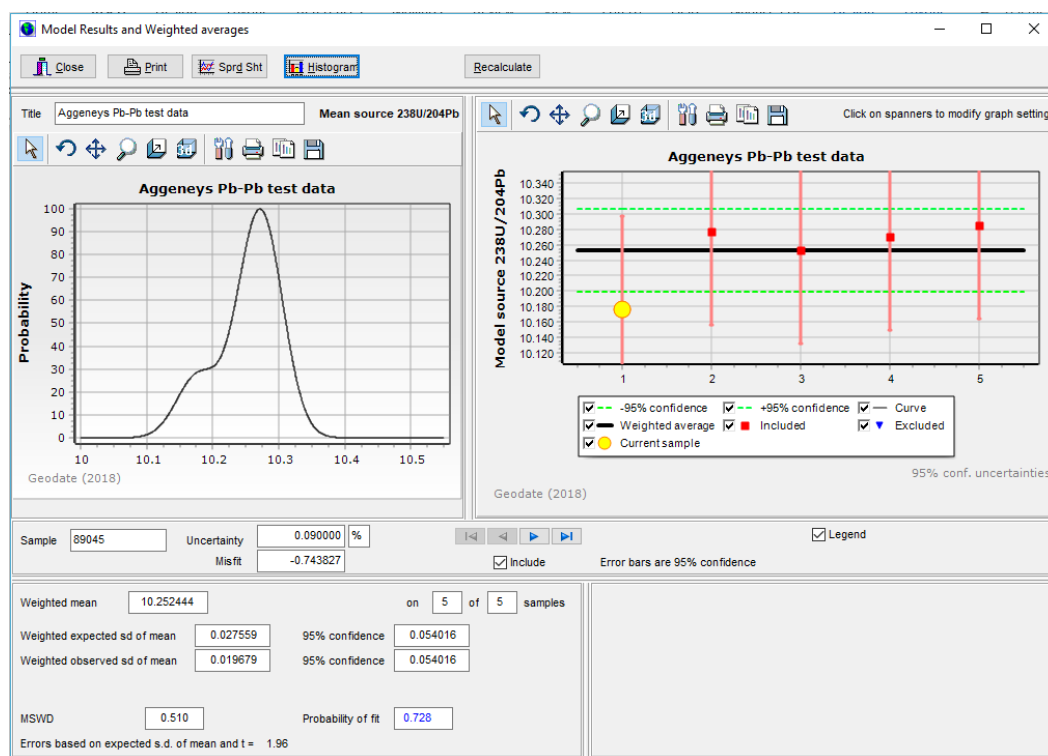 Model Results and Weighted averages
Close Print Sprd Sht Histogram Recalculate
Title Aggeneys Pb-Pb test data Mean source 238U/204Pb
Aggeneys Pb-Pb test data
Probability
100
90
80
70
60
50
40
30
20
10
0
10 10.1 10.2 10.3 10.4 10.5
Geodate (2018)
Click on spanners to modify graph setting
Aggeneys Pb-Pb test data
Model source 238U/204Pb
10.340
10.320
10.300
10.280
10.260
10.240
10.220
10.200
10.180
10.160
10.140
10.120
1 2 3 4 5
-95% confidence +95% confidence Curve
Weighted average Included Excluded
Current sample
95% conf. uncertainties
Geodate (2018)
Sample 89045 Uncertainty 0.090000 % Legend
Misfit -0.743827 Include Error bars are 95% confidence
Weighted mean 10.252444 on 5 of 5 samples
Weighted expected sd of mean 0.027559 95% confidence 0.054016
Weighted observed sd of mean 0.019679 95% confidence 0.054016
MSWD 0.510 Probability of fit 0.728
Errors based on expected s.d. of mean and t = 1.96